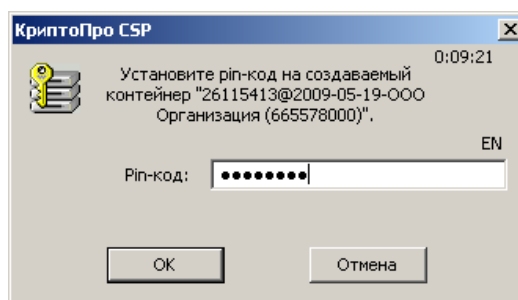 КриптоПро CSP
0:09:21
Установите pin-код на создаваемый
контейнер "26115413@2009-05-19-ООО
Организация (665578000)".
EN
Pin-код: ●●●●●●●●
OK
Отмена